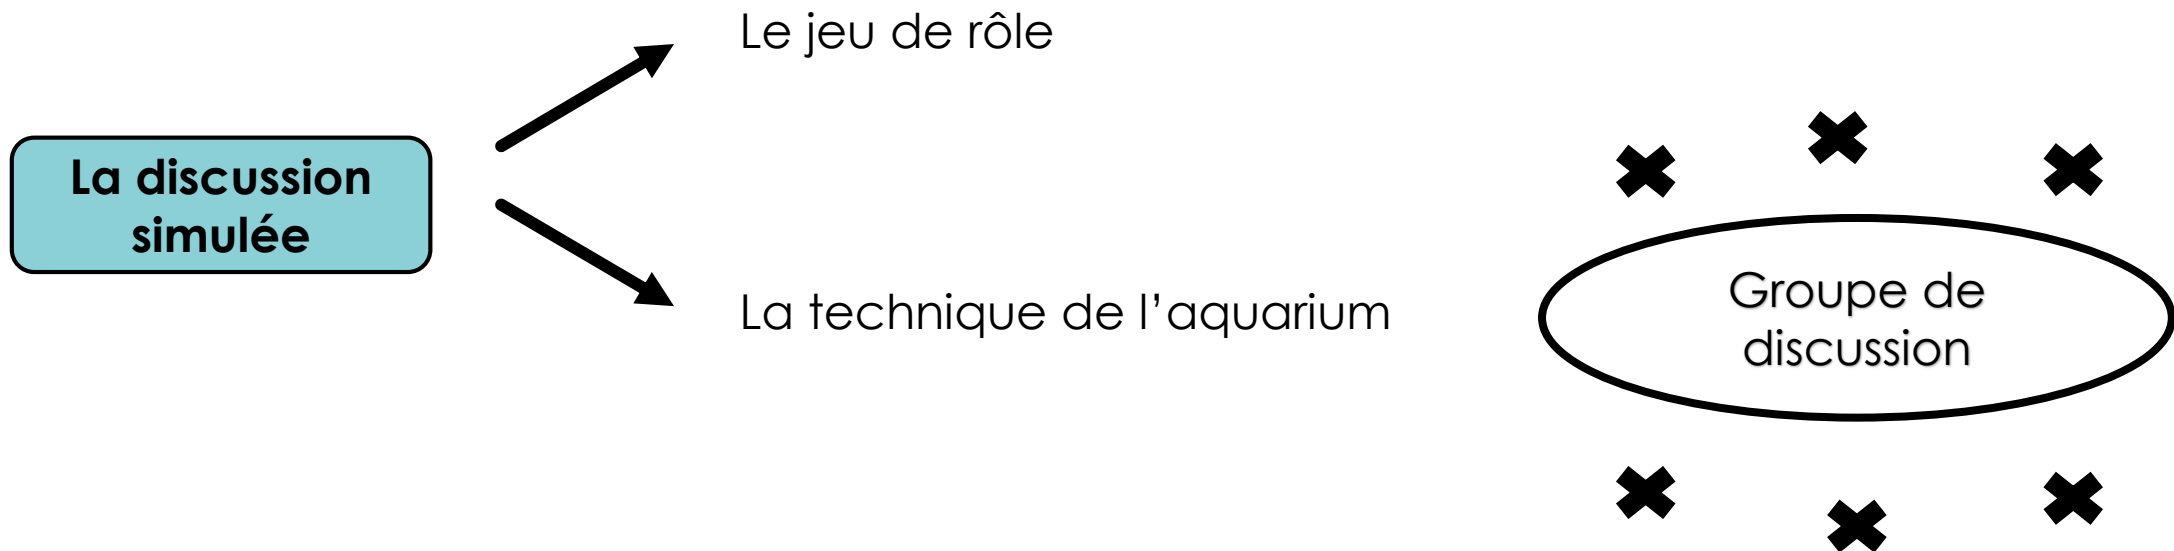 Le jeu de rôle
La discussion
simulée
La technique de l’aquarium
Groupe de
discussion